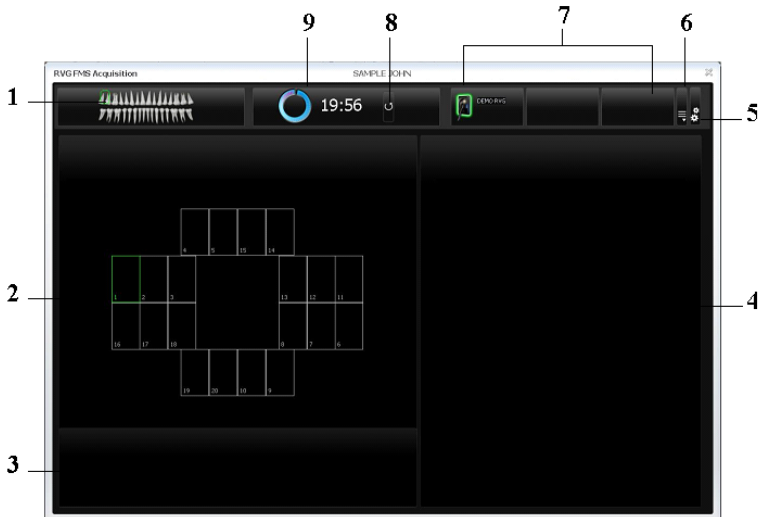 9 8 7 6
RVG FMS Acquisition SAMPLE JOHN
1 19:56 DEMO RVG 5
4 5 15 14
2 1 2 3 13 12 11 4
16 17 18 8 7 6
19 20 10 9
3